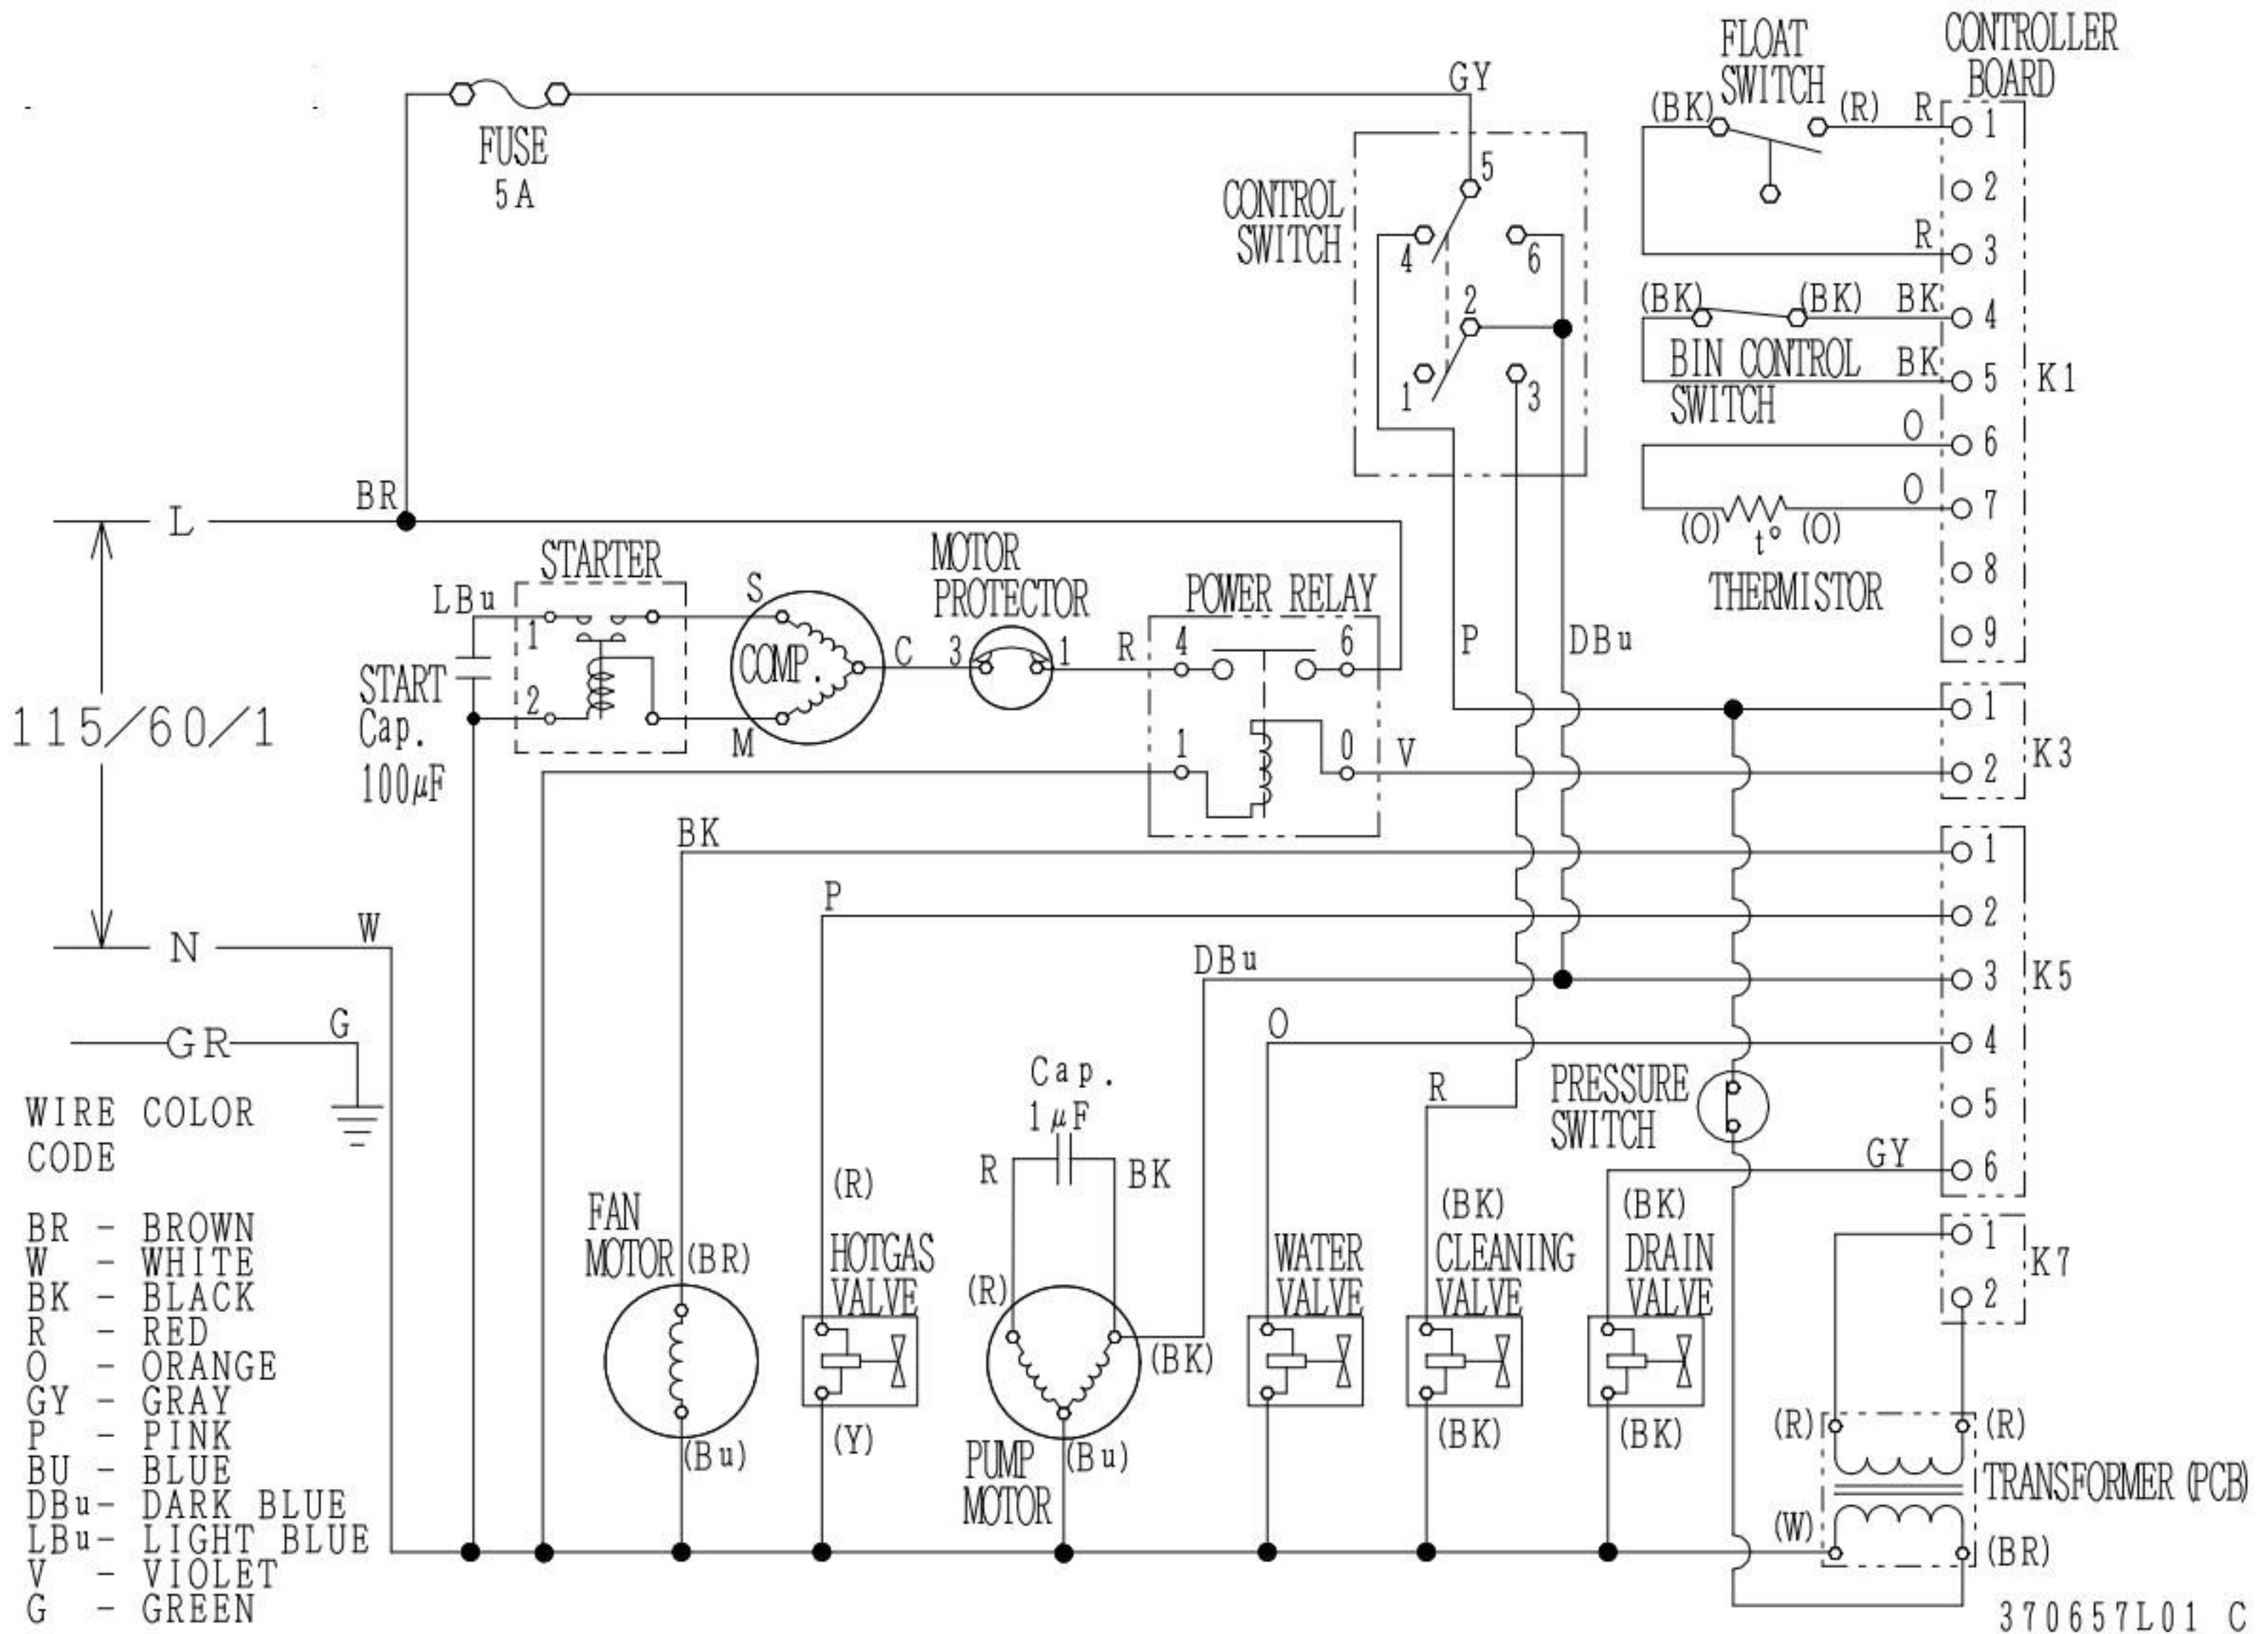 FLOAT
SWITCH
CONTROLLER
BOARD
(BK)
(R)
R
1
2
R
3
(BK)
(BK)
BK
4
BIN CONTROL
SWITCH
BK
5
K1
O
6
O
7
(O)
t°
(O)
THERMISTOR
8
9
FUSE
5A
GY
CONTROL
SWITCH
5
4
6
2
1
3
BR
L
115/60/1
N
W
GR
G
STARTER
LBu
1
2
START
Cap.
100μF
S
COMP.
M
C
MOTOR
PROTECTOR
3
1
R
POWER RELAY
4
6
1
0
V
P
DBu
1
2
K3
BK
1
P
2
DBu
3
K5
O
4
5
GY
6
PRESSURE
SWITCH
R
Cap.
1μF
R
BK
1
K7
2
WIRE COLOR
CODE
BR - BROWN
W - WHITE
BK - BLACK
R - RED
O - ORANGE
GY - GRAY
P - PINK
BU - BLUE
DBu- DARK BLUE
LBu- LIGHT BLUE
V - VIOLET
G - GREEN
FAN
MOTOR
(BR)
(Bu)
(R)
HOTGAS
VALVE
(Y)
(R)
(BK)
PUMP
MOTOR
(Bu)
WATER
VALVE
(BK)
CLEANING
VALVE
(BK)
(BK)
DRAIN
VALVE
(BK)
(R)
(R)
TRANSFORMER (PCB)
(W)
(BR)
370657L01 C